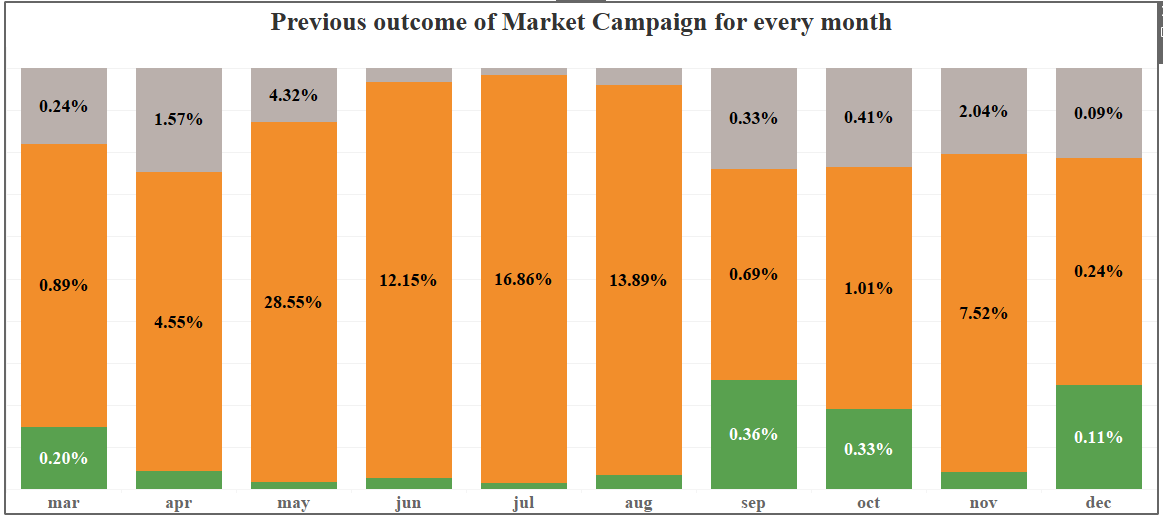 Previous outcome of Market Campaign for every month
0.24% 1.57% 4.32% 0.33% 0.41% 2.04% 0.09%
0.89% 4.55% 28.55% 12.15% 16.86% 13.89% 0.69% 1.01% 7.52% 0.24%
0.20% 0.36% 0.33% 0.11%
mar apr may jun jul aug sep oct nov dec